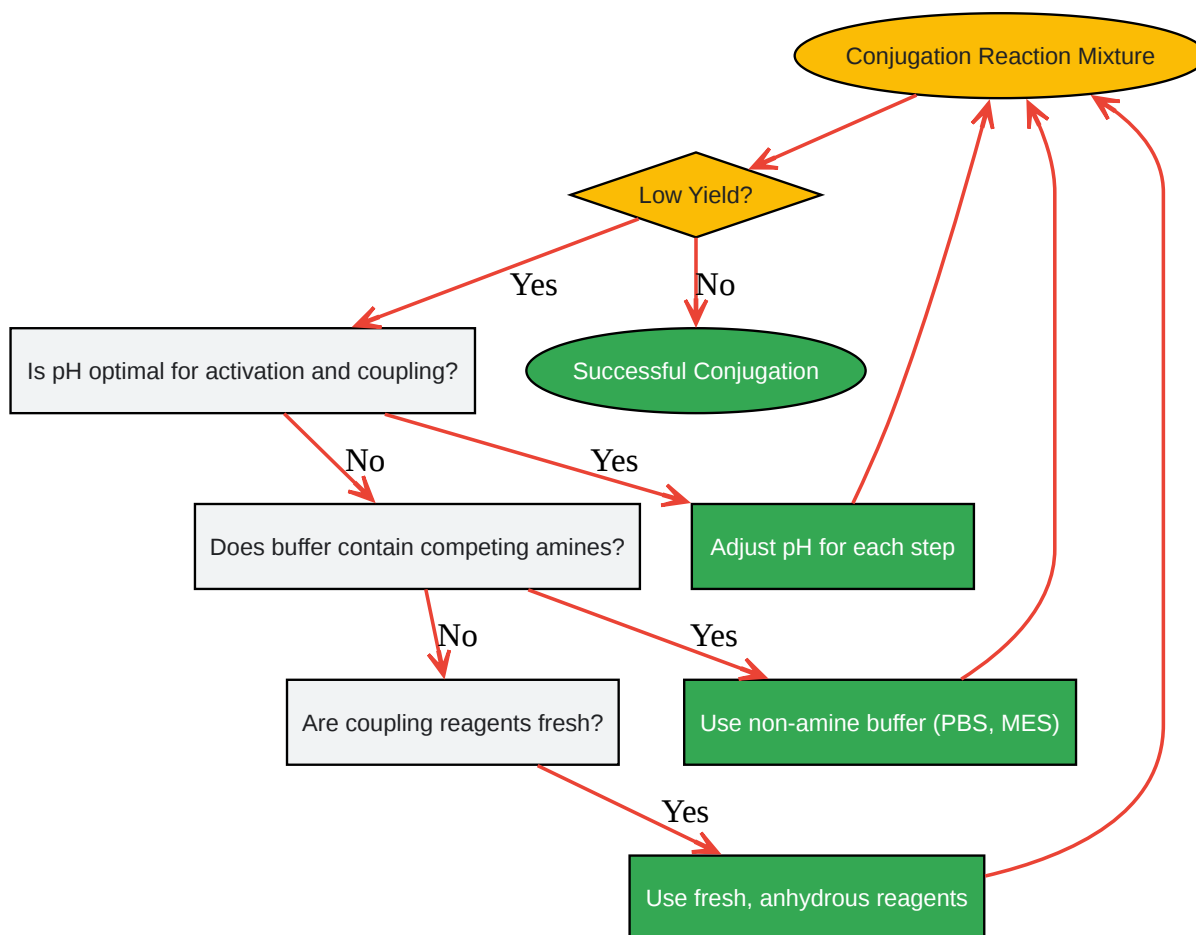 Conjugation Reaction Mixture
Low Yield?
Yes
No
Is pH optimal for activation and coupling?
Successful Conjugation
No
Yes
Does buffer contain competing amines?
Adjust pH for each step
No
Yes
Are coupling reagents fresh?
Use non-amine buffer (PBS, MES)
Yes
Use fresh, anhydrous reagents